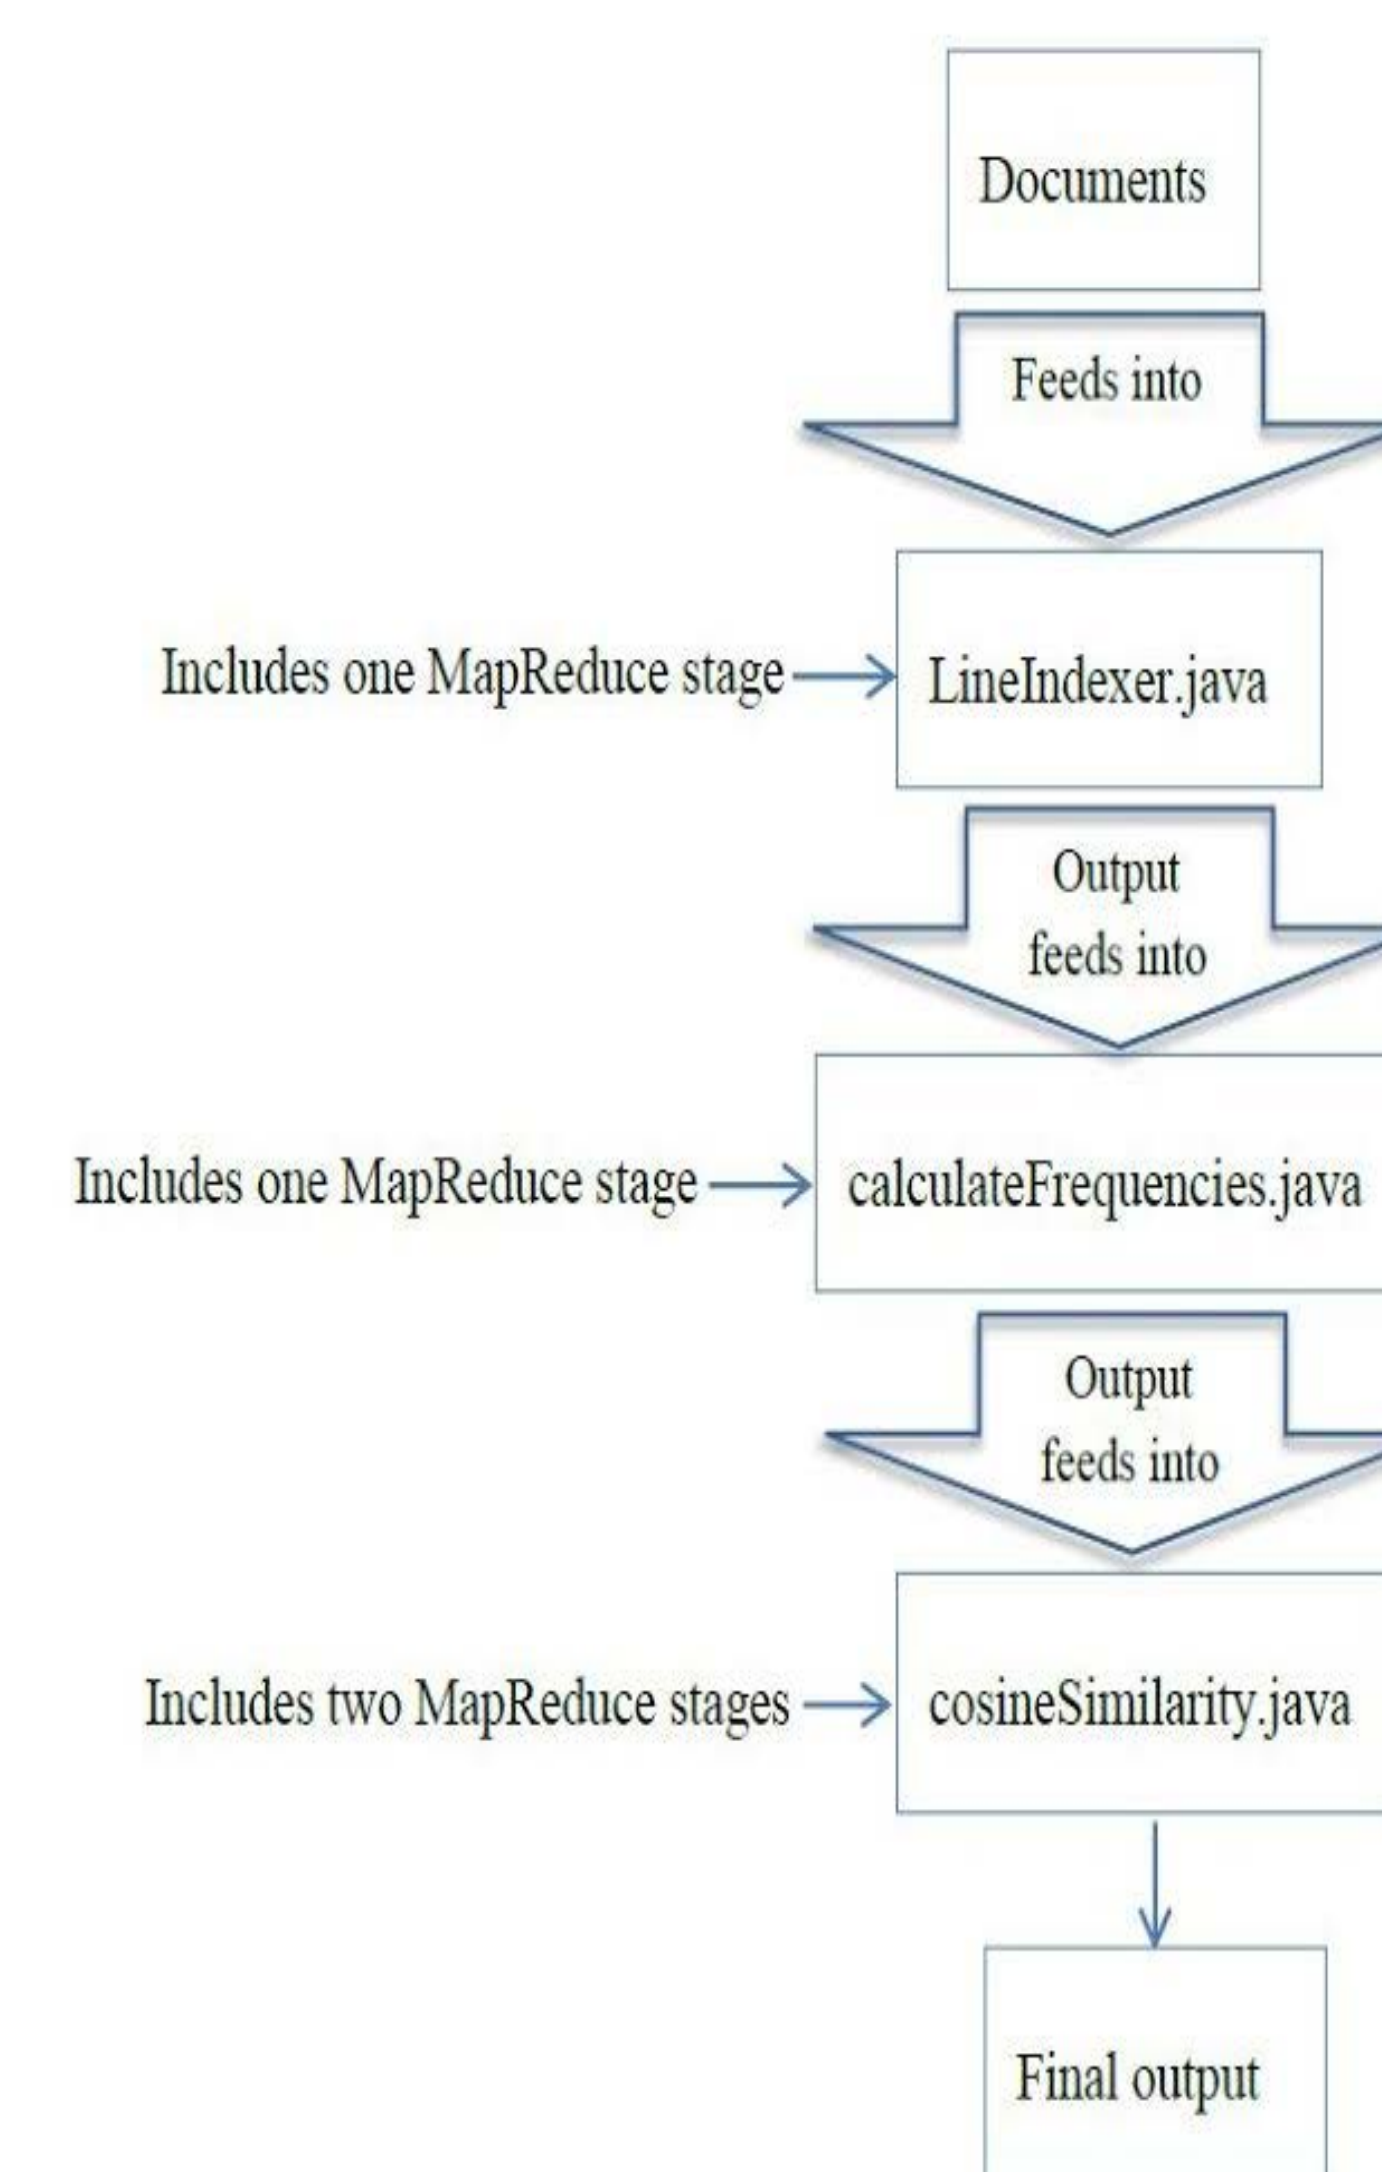 Documents
Feeds into
Includes one MapReduce stage
LineIndexer.java
Output
feeds into
Includes one MapReduce stage
calculateFrequencies.java
Output
feeds into
Includes two MapReduce stages
cosineSimilarity.java
Final output